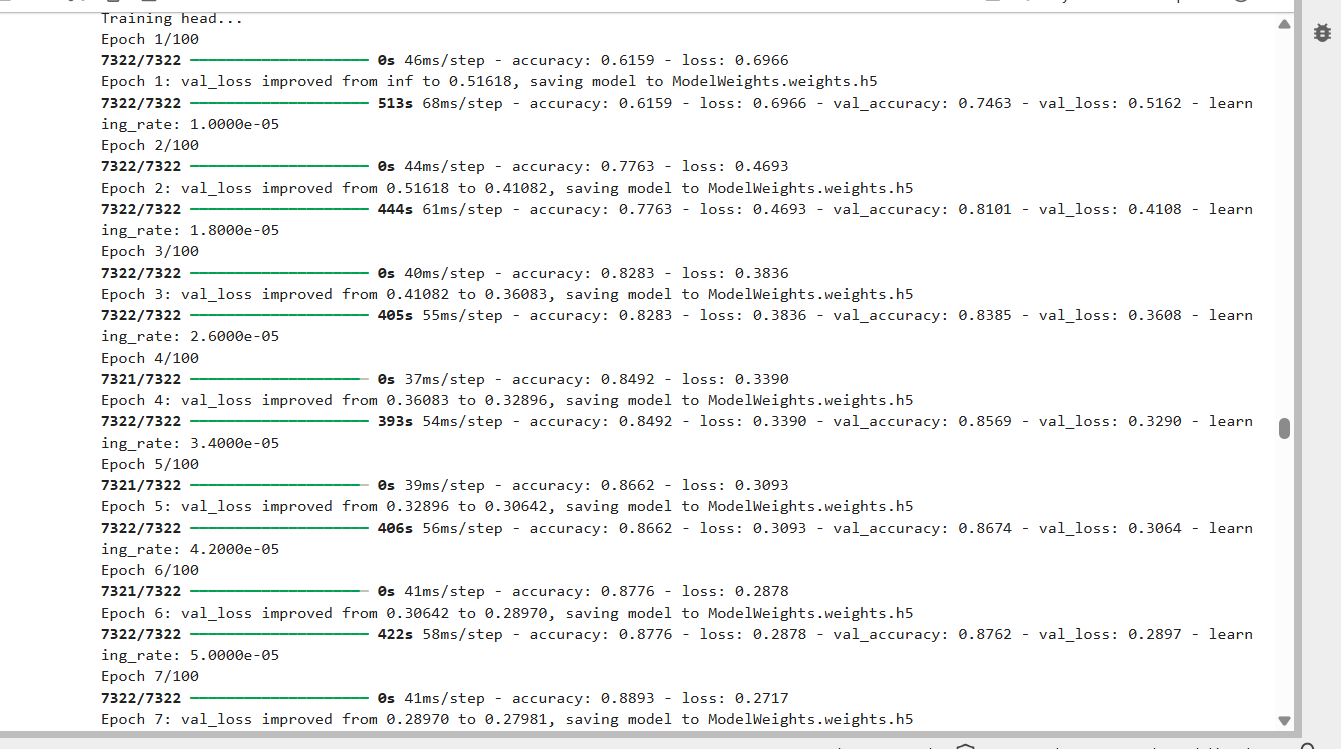 Training head...
Epoch 1/100
7322/7322 ━━━━━━━━━━━━━━━━━━━━ 0s 46ms/step - accuracy: 0.6159 - loss: 0.6966
Epoch 1: val_loss improved from inf to 0.51618, saving model to ModelWeights.weights.h5
7322/7322 ━━━━━━━━━━━━━━━━━━━━ 513s 68ms/step - accuracy: 0.6159 - loss: 0.6966 - val_accuracy: 0.7463 - val_loss: 0.5162 - learn
ing_rate: 1.0000e-05
Epoch 2/100
7322/7322 ━━━━━━━━━━━━━━━━━━━━ 0s 44ms/step - accuracy: 0.7763 - loss: 0.4693
Epoch 2: val_loss improved from 0.51618 to 0.41082, saving model to ModelWeights.weights.h5
7322/7322 ━━━━━━━━━━━━━━━━━━━━ 444s 61ms/step - accuracy: 0.7763 - loss: 0.4693 - val_accuracy: 0.8101 - val_loss: 0.4108 - learn
ing_rate: 1.8000e-05
Epoch 3/100
7322/7322 ━━━━━━━━━━━━━━━━━━━━ 0s 40ms/step - accuracy: 0.8283 - loss: 0.3836
Epoch 3: val_loss improved from 0.41082 to 0.36083, saving model to ModelWeights.weights.h5
7322/7322 ━━━━━━━━━━━━━━━━━━━━ 405s 55ms/step - accuracy: 0.8283 - loss: 0.3836 - val_accuracy: 0.8385 - val_loss: 0.3608 - learn
ing_rate: 2.6000e-05
Epoch 4/100
7321/7322 ━━━━━━━━━━━━━━━━━━━━ 0s 37ms/step - accuracy: 0.8492 - loss: 0.3390
Epoch 4: val_loss improved from 0.36083 to 0.32896, saving model to ModelWeights.weights.h5
7322/7322 ━━━━━━━━━━━━━━━━━━━━ 393s 54ms/step - accuracy: 0.8492 - loss: 0.3390 - val_accuracy: 0.8569 - val_loss: 0.3290 - learn
ing_rate: 3.4000e-05
Epoch 5/100
7321/7322 ━━━━━━━━━━━━━━━━━━━━ 0s 39ms/step - accuracy: 0.8662 - loss: 0.3093
Epoch 5: val_loss improved from 0.32896 to 0.30642, saving model to ModelWeights.weights.h5
7322/7322 ━━━━━━━━━━━━━━━━━━━━ 406s 56ms/step - accuracy: 0.8662 - loss: 0.3093 - val_accuracy: 0.8674 - val_loss: 0.3064 - learn
ing_rate: 4.2000e-05
Epoch 6/100
7321/7322 ━━━━━━━━━━━━━━━━━━━━ 0s 41ms/step - accuracy: 0.8776 - loss: 0.2878
Epoch 6: val_loss improved from 0.30642 to 0.28970, saving model to ModelWeights.weights.h5
7322/7322 ━━━━━━━━━━━━━━━━━━━━ 422s 58ms/step - accuracy: 0.8776 - loss: 0.2878 - val_accuracy: 0.8762 - val_loss: 0.2897 - learn
ing_rate: 5.0000e-05
Epoch 7/100
7322/7322 ━━━━━━━━━━━━━━━━━━━━ 0s 41ms/step - accuracy: 0.8893 - loss: 0.2717
Epoch 7: val_loss improved from 0.28970 to 0.27981, saving model to ModelWeights.weights.h5